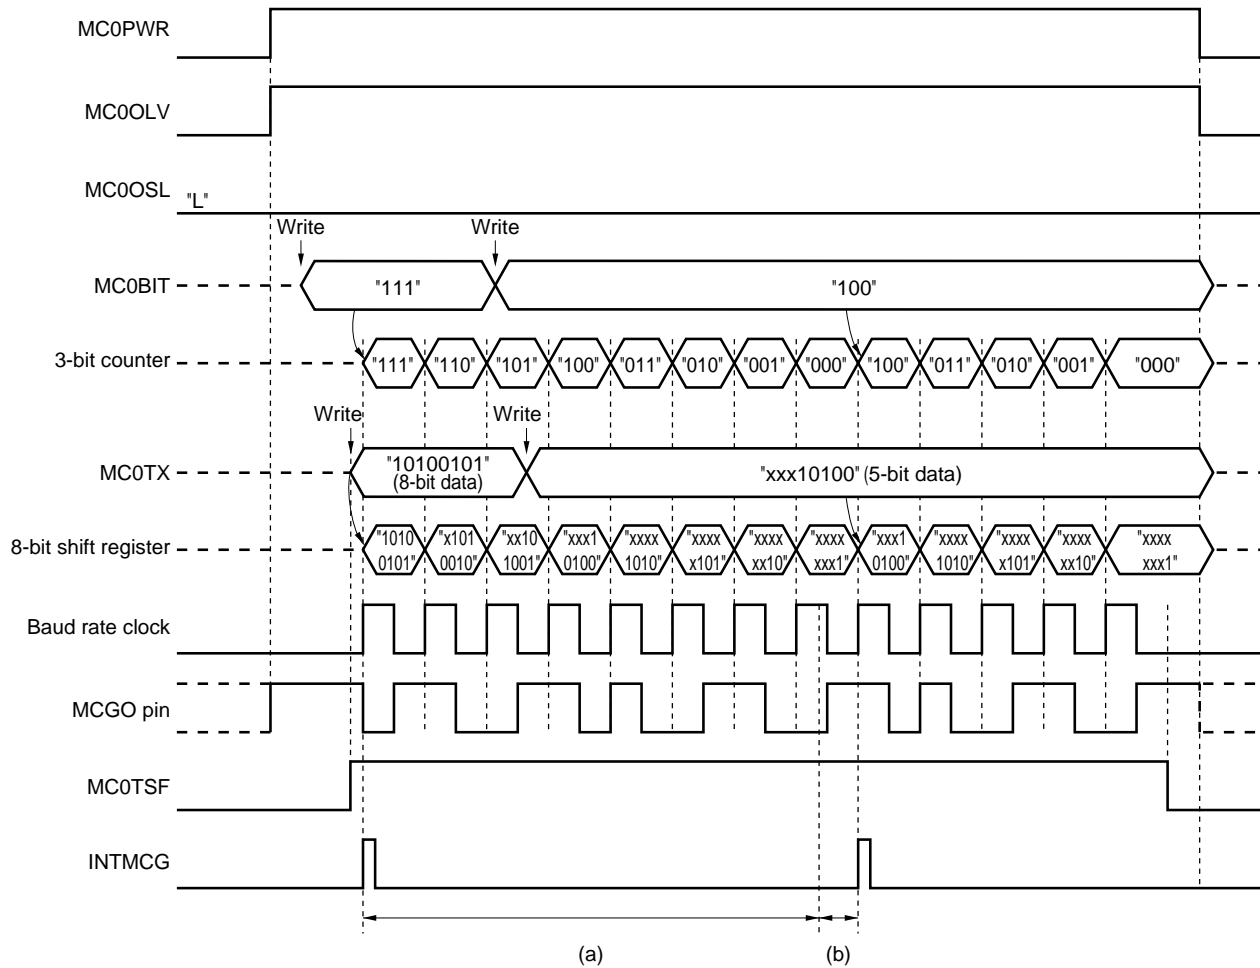 MC0PWR
MC0OLV
MC0OSL "L"
Write Write
MC0BIT "111" "100"
3-bit counter "111" "110" "101" "100" "011" "010" "001" "000" "100" "011" "010" "001" "000"
Write Write
MC0TX "10100101" "xxx10100" (5-bit data)
(8-bit data)
8-bit shift register "1010 "x101 "xx10 "xxx1 "xxxx "xxxx "xxxx "xxxx "xxx1 "xxxx "xxxx "xxxx "xxxx
0101" 0010" 1001" 0100" 1010" x101" xx10" xxx1" 0100" 1010" x101" xx10" xxx1"
Baud rate clock
MCGO pin
MC0TSF
INTMCG
(a) (b)